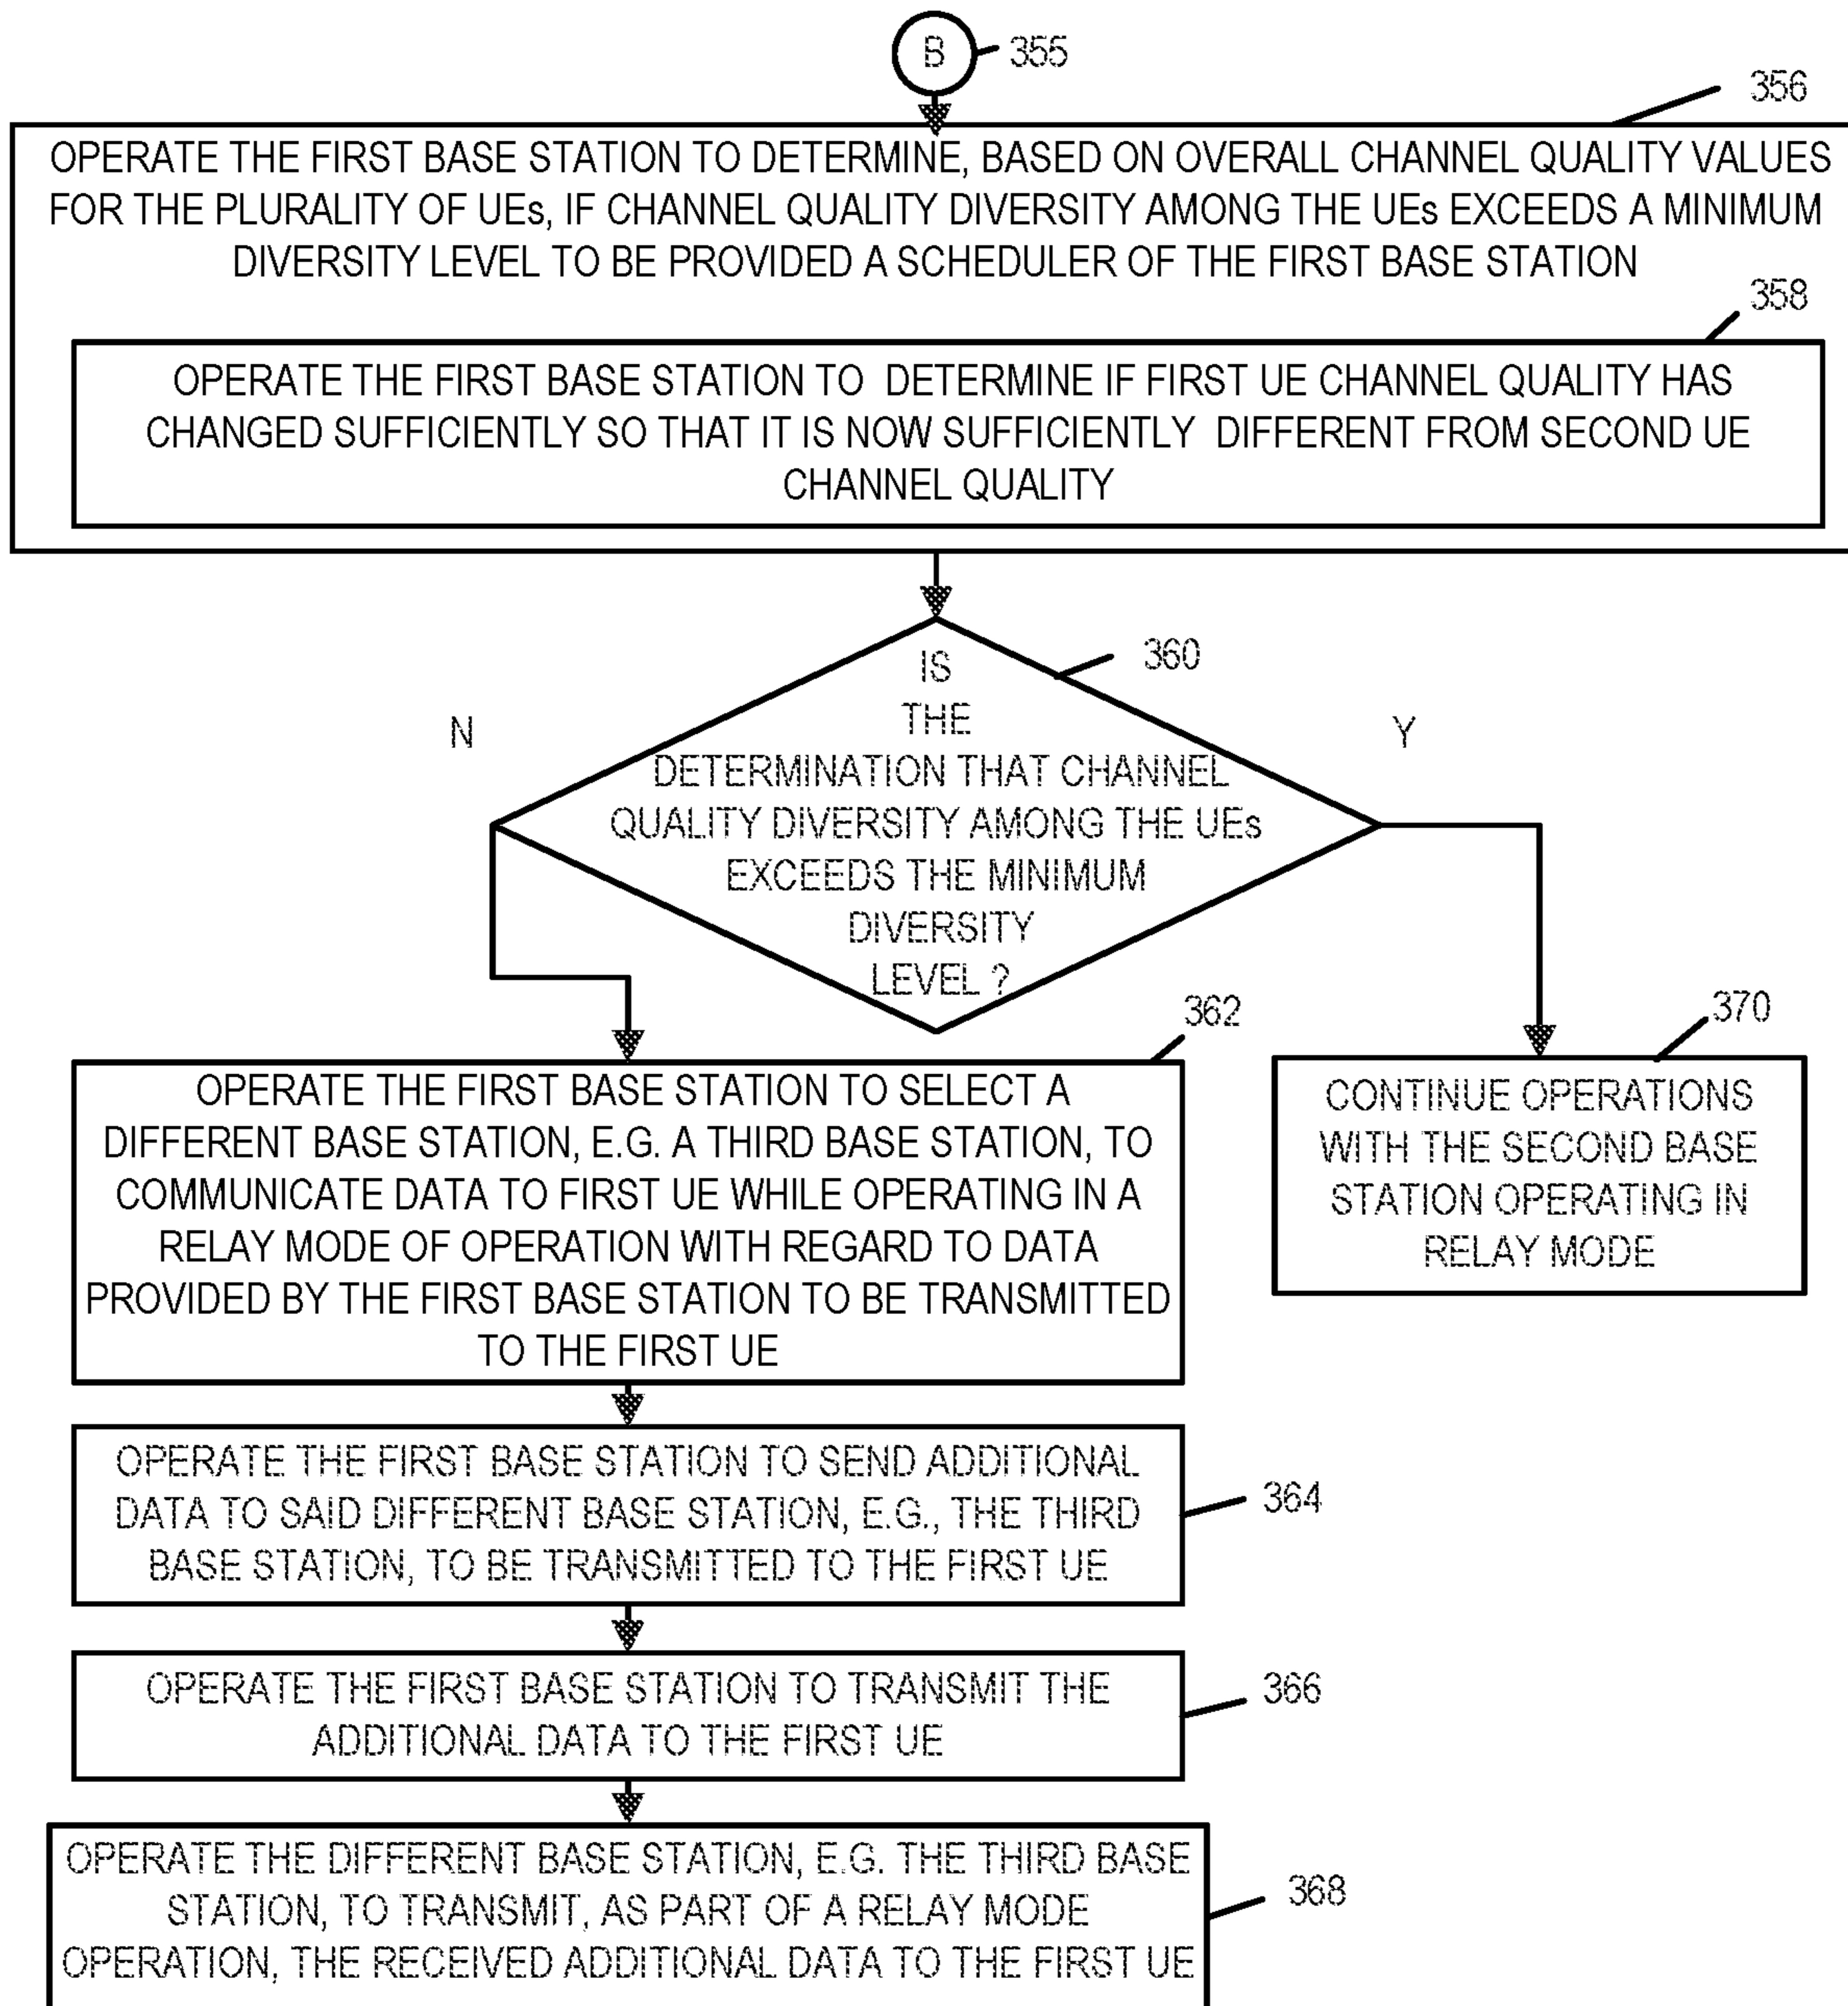 B
355
356
OPERATE THE FIRST BASE STATION TO DETERMINE, BASED ON OVERALL CHANNEL QUALITY VALUES
FOR THE PLURALITY OF UEs, IF CHANNEL QUALITY DIVERSITY AMONG THE UEs EXCEEDS A MINIMUM
DIVERSITY LEVEL TO BE PROVIDED A SCHEDULER OF THE FIRST BASE STATION
358
OPERATE THE FIRST BASE STATION TO DETERMINE IF FIRST UE CHANNEL QUALITY HAS
CHANGED SUFFICIENTLY SO THAT IT IS NOW SUFFICIENTLY DIFFERENT FROM SECOND UE
CHANNEL QUALITY
360
IS
THE
DETERMINATION THAT CHANNEL
QUALITY DIVERSITY AMONG THE UEs
EXCEEDS THE MINIMUM
DIVERSITY
LEVEL ?
N
Y
362
OPERATE THE FIRST BASE STATION TO SELECT A
DIFFERENT BASE STATION, E.G. A THIRD BASE STATION, TO
COMMUNICATE DATA TO FIRST UE WHILE OPERATING IN A
RELAY MODE OF OPERATION WITH REGARD TO DATA
PROVIDED BY THE FIRST BASE STATION TO BE TRANSMITTED
TO THE FIRST UE
370
CONTINUE OPERATIONS
WITH THE SECOND BASE
STATION OPERATING IN
RELAY MODE
OPERATE THE FIRST BASE STATION TO SEND ADDITIONAL
DATA TO SAID DIFFERENT BASE STATION, E.G., THE THIRD
BASE STATION, TO BE TRANSMITTED TO THE FIRST UE
364
OPERATE THE FIRST BASE STATION TO TRANSMIT THE
ADDITIONAL DATA TO THE FIRST UE
366
OPERATE THE DIFFERENT BASE STATION, E.G. THE THIRD BASE
STATION, TO TRANSMIT, AS PART OF A RELAY MODE
OPERATION, THE RECEIVED ADDITIONAL DATA TO THE FIRST UE
368